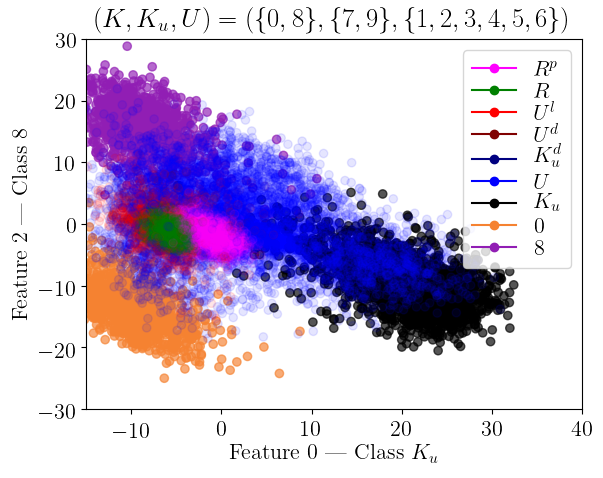 (K, K_u, U) = ({0, 8}, {7, 9}, {1, 2, 3, 4, 5, 6})
30
20
10
0
−10
−20
−30
Feature 2 — Class 8
R^p
R
U^l
U^d
K_u^d
U
K_u
0
8
−10
0
10
20
30
40
Feature 0 — Class K_u